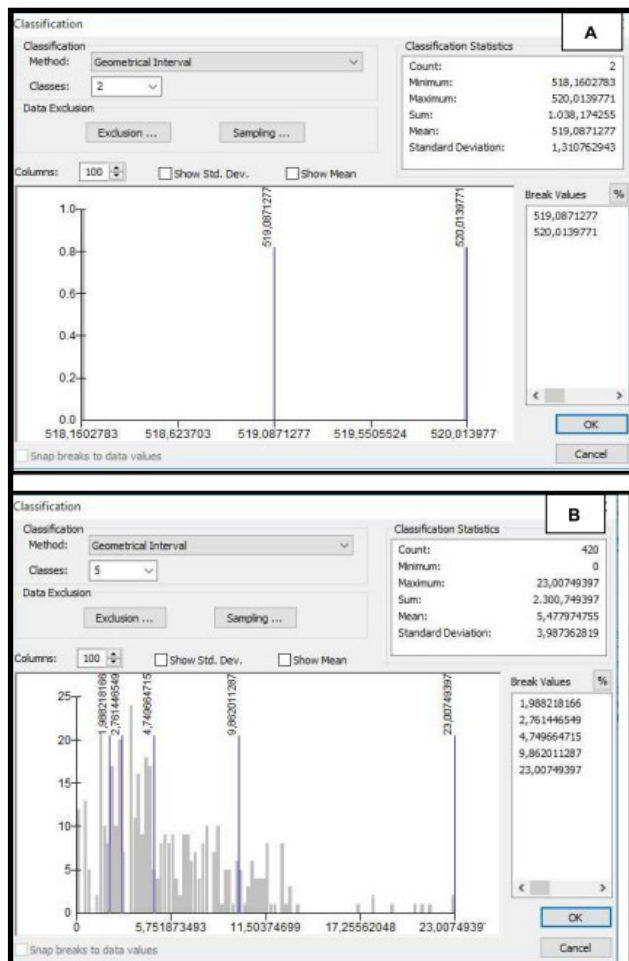 Classification
A
Classification
Method: Geometrical Interval
Classes: 2
Data Exclusion
Exclusion ... Sampling ...
Classification Statistics
Count: 2
Minimum: 518,1602783
Maximum: 520,0139771
Sum: 1.038,174255
Mean: 519,0871277
Standard Deviation: 1,310762943
Columns: 100 Show Std. Dev. Show Mean
Break Values %
519,0871277
520,0139771
519,0871277
520,0139771
1.0
0.8
0.6
0.4
0.2
0.0
518,1602783 518,623703 519,0871277 519,5505524 520,013977
OK
Snap breaks to data values
Cancel
Classification
B
Classification
Method: Geometrical Interval
Classes: 5
Data Exclusion
Exclusion ... Sampling ...
Classification Statistics
Count: 420
Minimum: 0
Maximum: 23,00749397
Sum: 2.300,749397
Mean: 5,477974755
Standard Deviation: 3,987362819
Columns: 100 Show Std. Dev. Show Mean
Break Values %
1,988218166
2,761446549
4,749664715
9,862011287
23,00749397
1,988218166
2,761446549
4,749664715
9,862011287
23,00749397
25
20
15
10
5
0
0 5,751873493 11,50374699 17,25562048 23,0074939
OK
Snap breaks to data values
Cancel